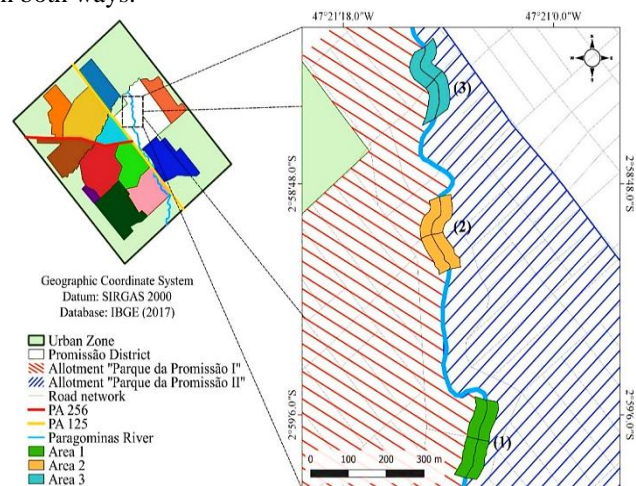 both ways.
47°21'18.0"W
47°21'0.0"W
(3)
2°58'48.0"S
2°58'48.0"S
(2)
Geographic Coordinate System
Datum: SIRGAS 2000
Database: IBGE (2017)
Urban Zone
Promissão District
Allotment "Parque da Promissão I"
Allotment "Parque da Promissão II"
Road network
PA 256
PA 125
Paragominas River
Area 1
Area 2
Area 3
2°59'6.0"S
2°59'6.0"S
(1)
0 100 200 300 m